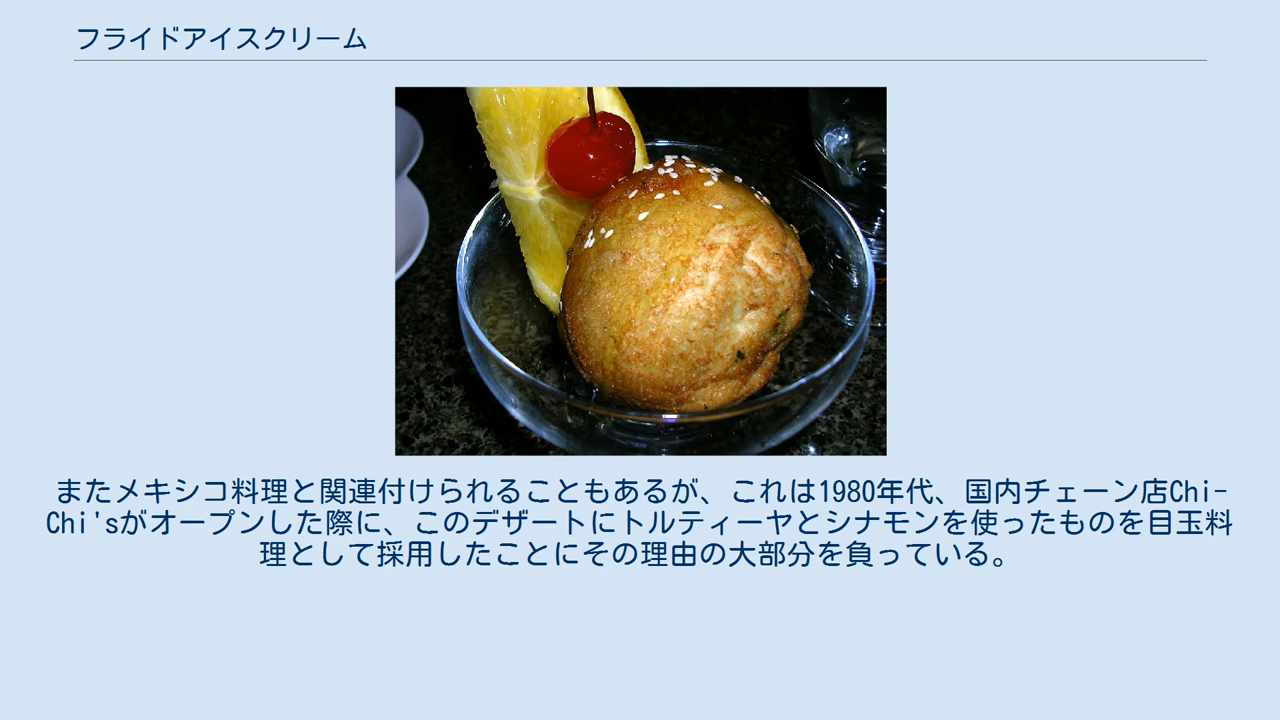 フライドアイスクリーム
またメキシコ料理と関連付けられることもあるが、これは1980年代、国内チェーン店Chi-
Chi'sがオープンした際に、このデザートにトルティーヤとシナモンを使ったものを目玉料
理として採用したことにその理由の大部分を負っている。